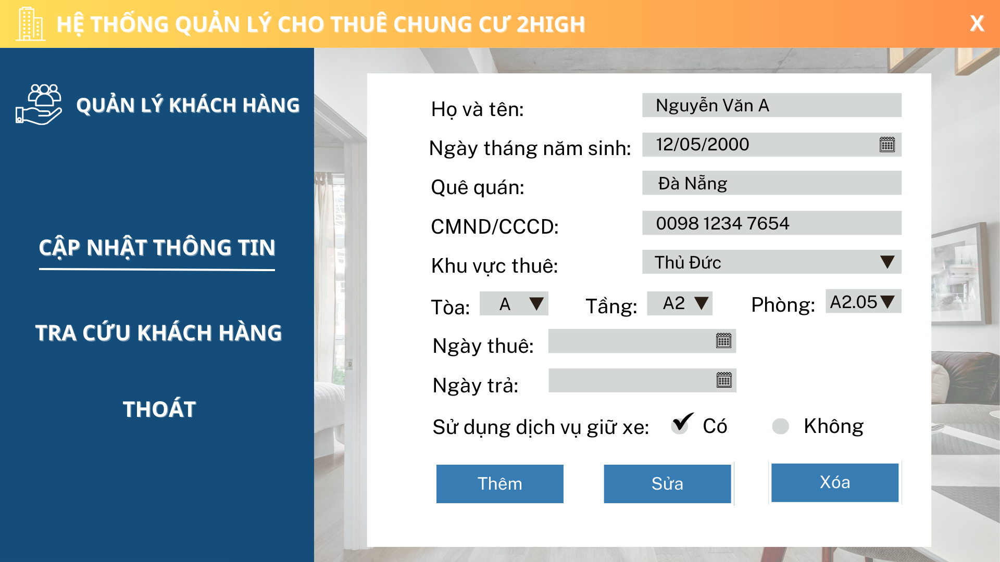 HỆ THỐNG QUẢN LÝ CHO THUÊ CHUNG CƯ 2HIGH
X
QUẢN LÝ KHÁCH HÀNG
CẬP NHẬT THÔNG TIN
TRA CỨU KHÁCH HÀNG
THOÁT
Họ và tên: Nguyễn Văn A
Ngày tháng năm sinh: 12/05/2000
Quê quán: Đà Nẵng
CMND/CCCD: 0098 1234 7654
Khu vực thuê: Thủ Đức
Tòa: A Tầng: A2 Phòng: A2.05
Ngày thuê:
Ngày trả:
Sử dụng dịch vụ giữ xe: Có Không
Thêm Sửa Xóa